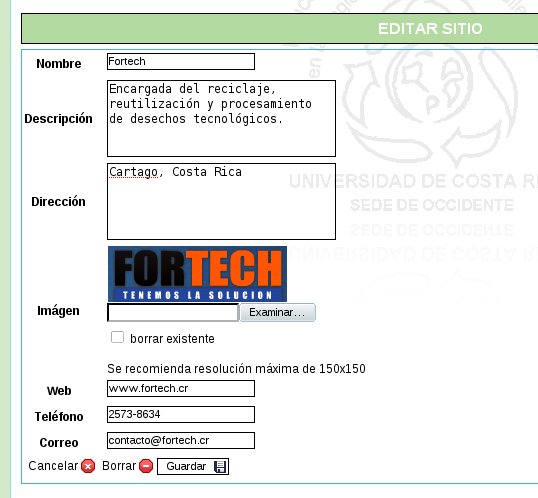 EDITAR SITIO
Nombre
Fortech
Descripción
Encargada del reciclaje,
reutilización y procesamiento
de desechos tecnológicos.
Dirección
Cartago, Costa Rica
UNIVERSIDAD DE COSTA RI
SEDE DE OCCIDENTE
SEDE DE OCCIDENTE
UNIVERSIDAD DE COSTA RI
FORTECH
TENEMOS LA SOLUCION
Imágen
Examinar...
borrar existente
Se recomienda resolución máxima de 150x150
Web
www.fortech.cr
Teléfono
2573-8634
Correo
contacto@fortech.cr
Cancelar Borrar Guardar